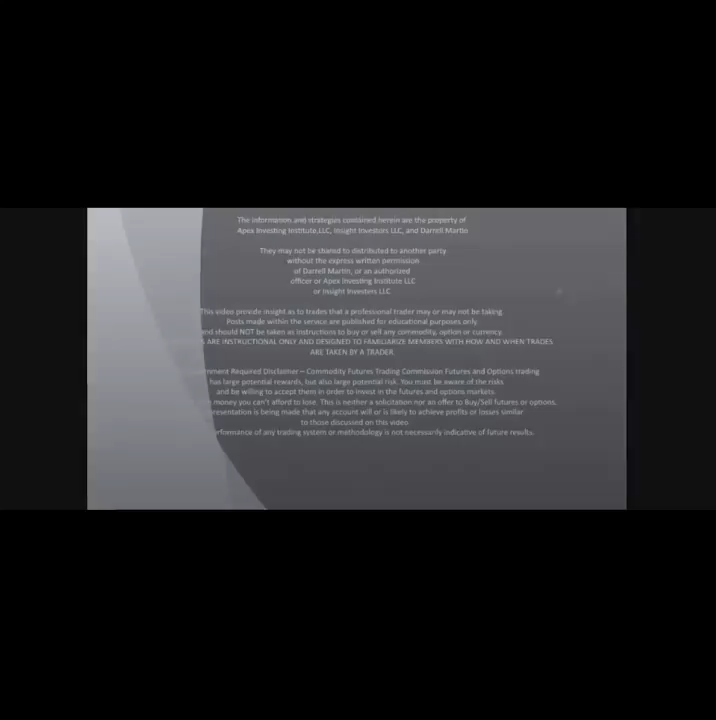 The information and strategies contained herein are the property of
Apex Investing Institute,LLC, Insight Investors LLC, and Darrell Martin
They may not be shared to distributed to another party
without the express written permission
of Darrell Martin, or an authorized
officer or Apex Investing Institute LLC
or Insight Investors LLC
This video provide insight as to trades that a professional trader may or may not be taking.
Posts made within the service are published for educational purposes only
and should NOT be taken as instructions to buy or sell any commodity, option or currency.
ARE INSTRUCTIONAL ONLY AND DESIGNED TO FAMILIARIZE MEMBERS WITH HOW AND WHEN TRADES
ARE TAKEN BY A TRADER.
Required Disclaimer – Commodity Futures Trading Commission Futures and Options trading
has large potential rewards, but also large potential risk. You must be aware of the risks
and be willing to accept them in order to invest in the futures and options markets.
money you can't afford to lose. This is neither a solicitation nor an offer to Buy/Sell futures or options.
presentation is being made that any account will or is likely to achieve profits or losses similar
to those discussed on this video.
erformance of any trading system or methodology is not necessarily indicative of future results.